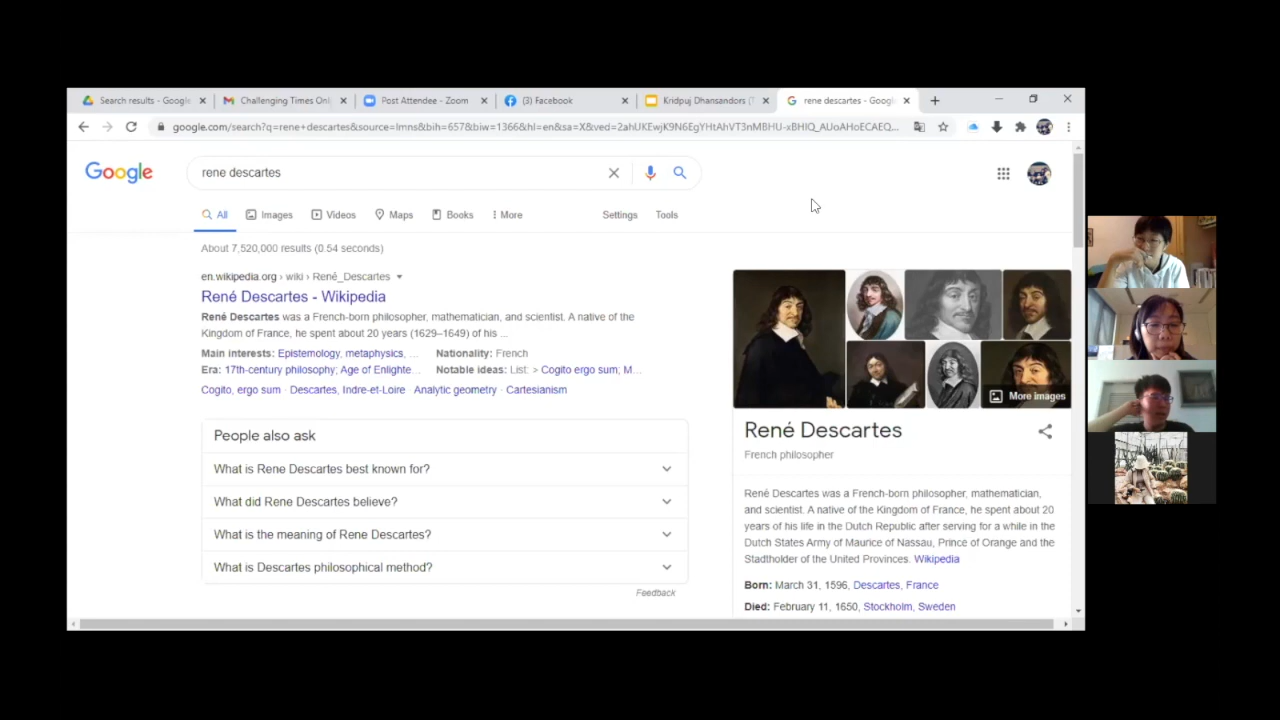 Search results - Google
Challenging Times Onl
Post Attendee - Zoom
(3) Facebook
Kridpuj Dhansandors (
rene descartes - Googl
google.com/search?q=rene+descartes&source=lmns&bih=657&biw=1366&hl=en&sa=X&ved=2ahUKEwjK9N6EgYHtAhVT3nMBHU-xBHIQ_AUoAHoECAEQ...
Google
rene descartes
All
Images
Videos
Maps
Books
More
Settings
Tools
About 7,520,000 results (0.54 seconds)
en.wikipedia.org › wiki › René_Descartes
René Descartes - Wikipedia
René Descartes was a French-born philosopher, mathematician, and scientist. A native of the
Kingdom of France, he spent about 20 years (1629–1649) of his ...
Main interests: Epistemology, metaphysics, ...
Nationality: French
Era: 17th-century philosophy; Age of Enlighte...
Notable ideas: List: > Cogito ergo sum; M...
Cogito, ergo sum · Descartes, Indre-et-Loire · Analytic geometry · Cartesianism
People also ask
What is Rene Descartes best known for?
What did Rene Descartes believe?
What is the meaning of Rene Descartes?
What is Descartes philosophical method?
Feedback
More images
René Descartes
French philosopher
René Descartes was a French-born philosopher, mathematician,
and scientist. A native of the Kingdom of France, he spent about 20
years of his life in the Dutch Republic after serving for a while in the
Dutch States Army of Maurice of Nassau, Prince of Orange and the
Stadtholder of the United Provinces. Wikipedia
Born: March 31, 1596, Descartes, France
Died: February 11, 1650, Stockholm, Sweden